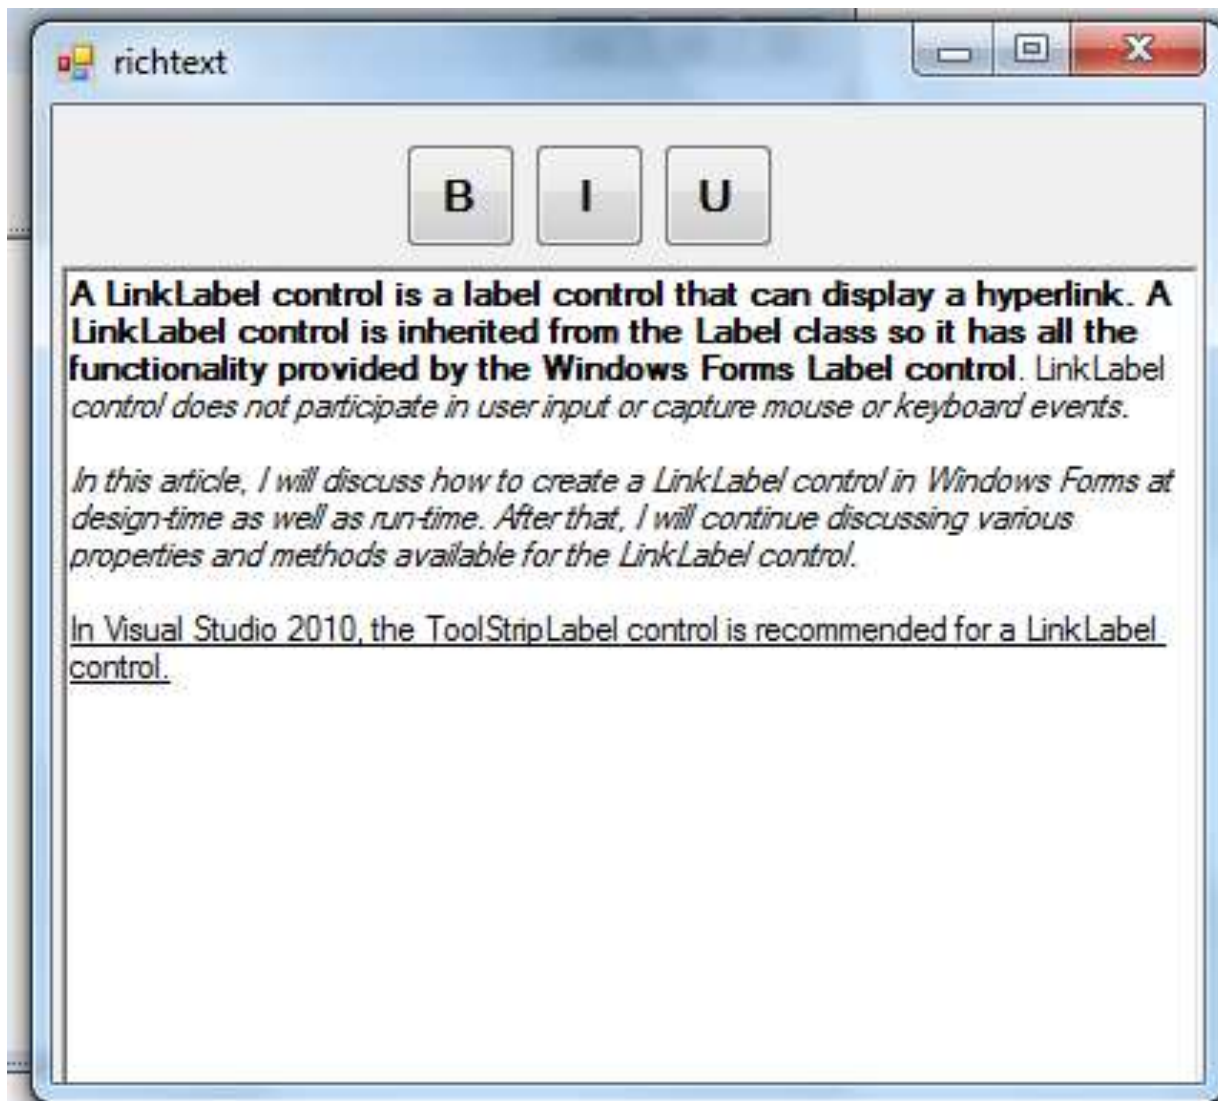 richtext
B I U
A LinkLabel control is a label control that can display a hyperlink. A
LinkLabel control is inherited from the Label class so it has all the
functionality provided by the Windows Forms Label control. LinkLabel
control does not participate in user input or capture mouse or keyboard events.
In this article, I will discuss how to create a LinkLabel control in Windows Forms at
design-time as well as run-time. After that, I will continue discussing various
properties and methods available for the LinkLabel control.
In Visual Studio 2010, the ToolStripLabel control is recommended for a LinkLabel
control.